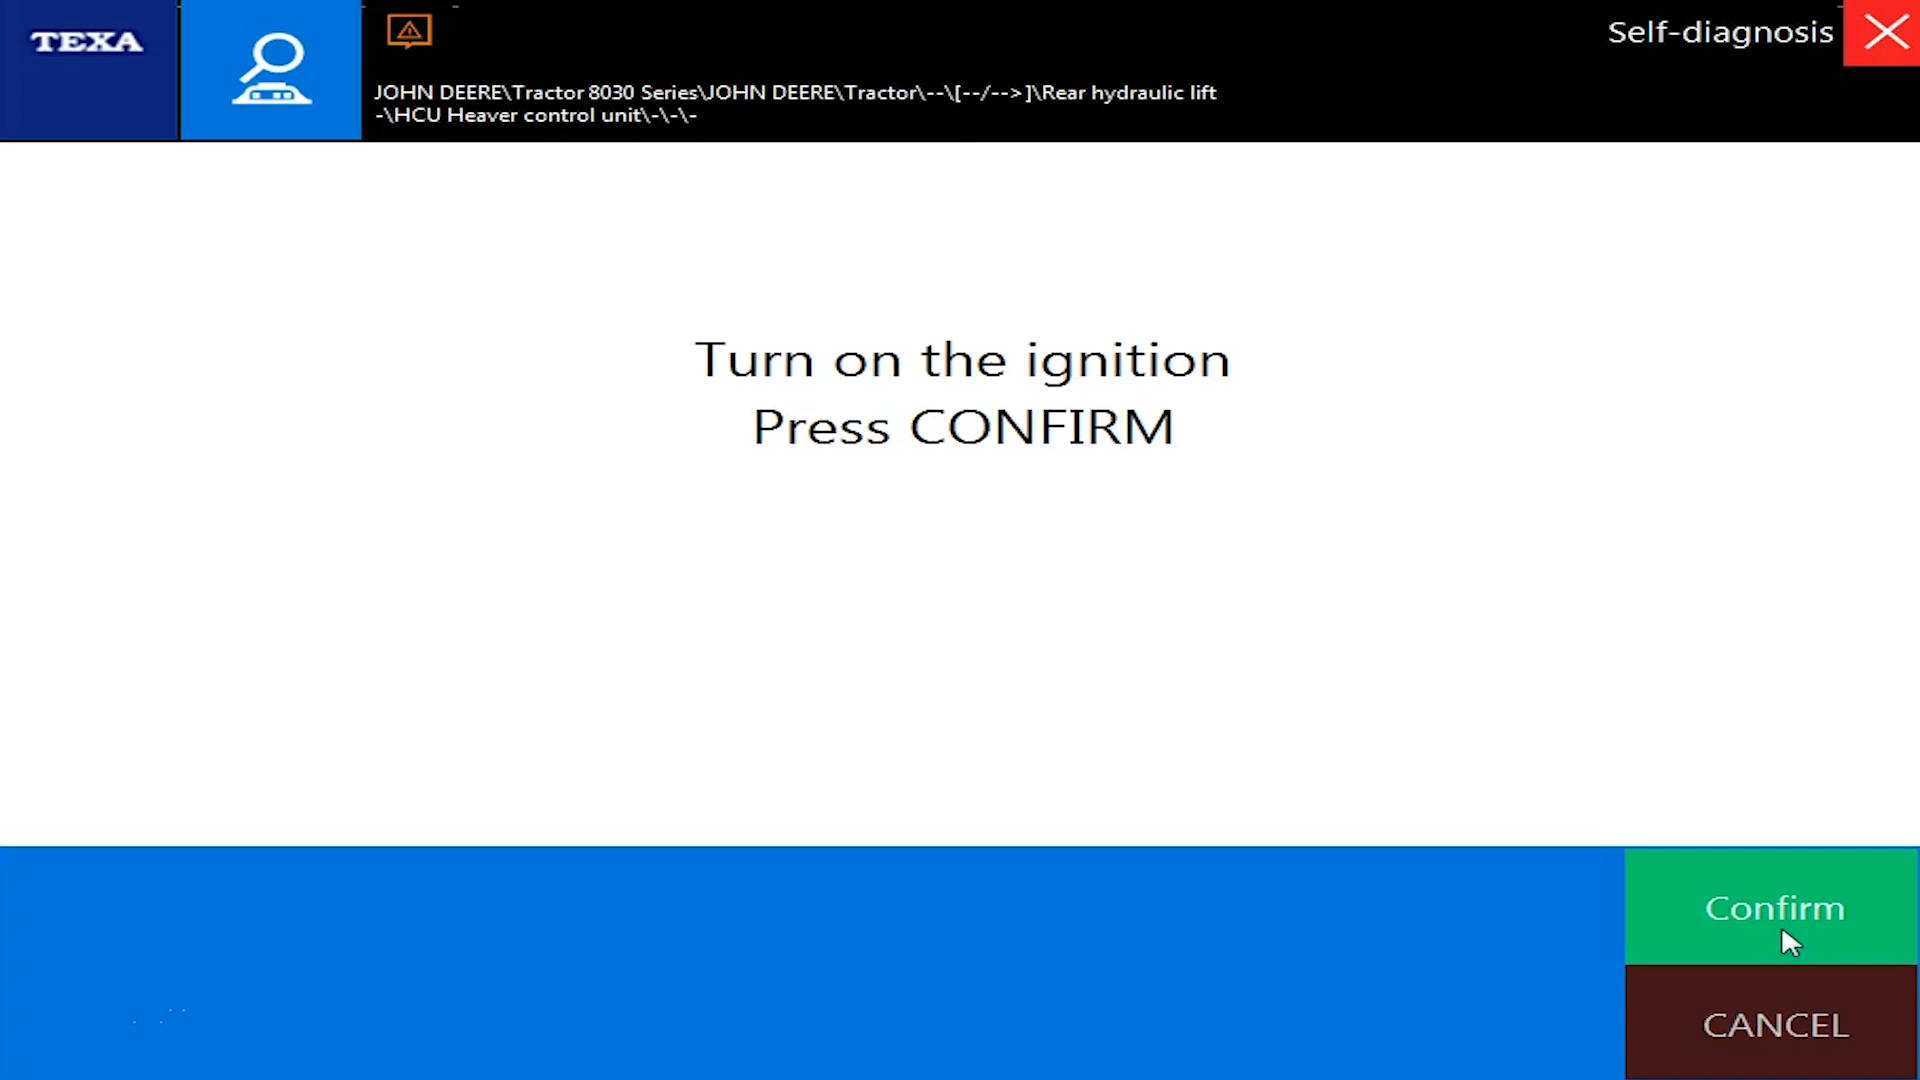 TEXA
Self-diagnosis
JOHN DEERE\Tractor 8030 Series\JOHN DEERE\Tractor\--\[--/-->]\Rear hydraulic lift
-\HCU Heaver control unit\-\-\-
Turn on the ignition
Press CONFIRM
Confirm
CANCEL